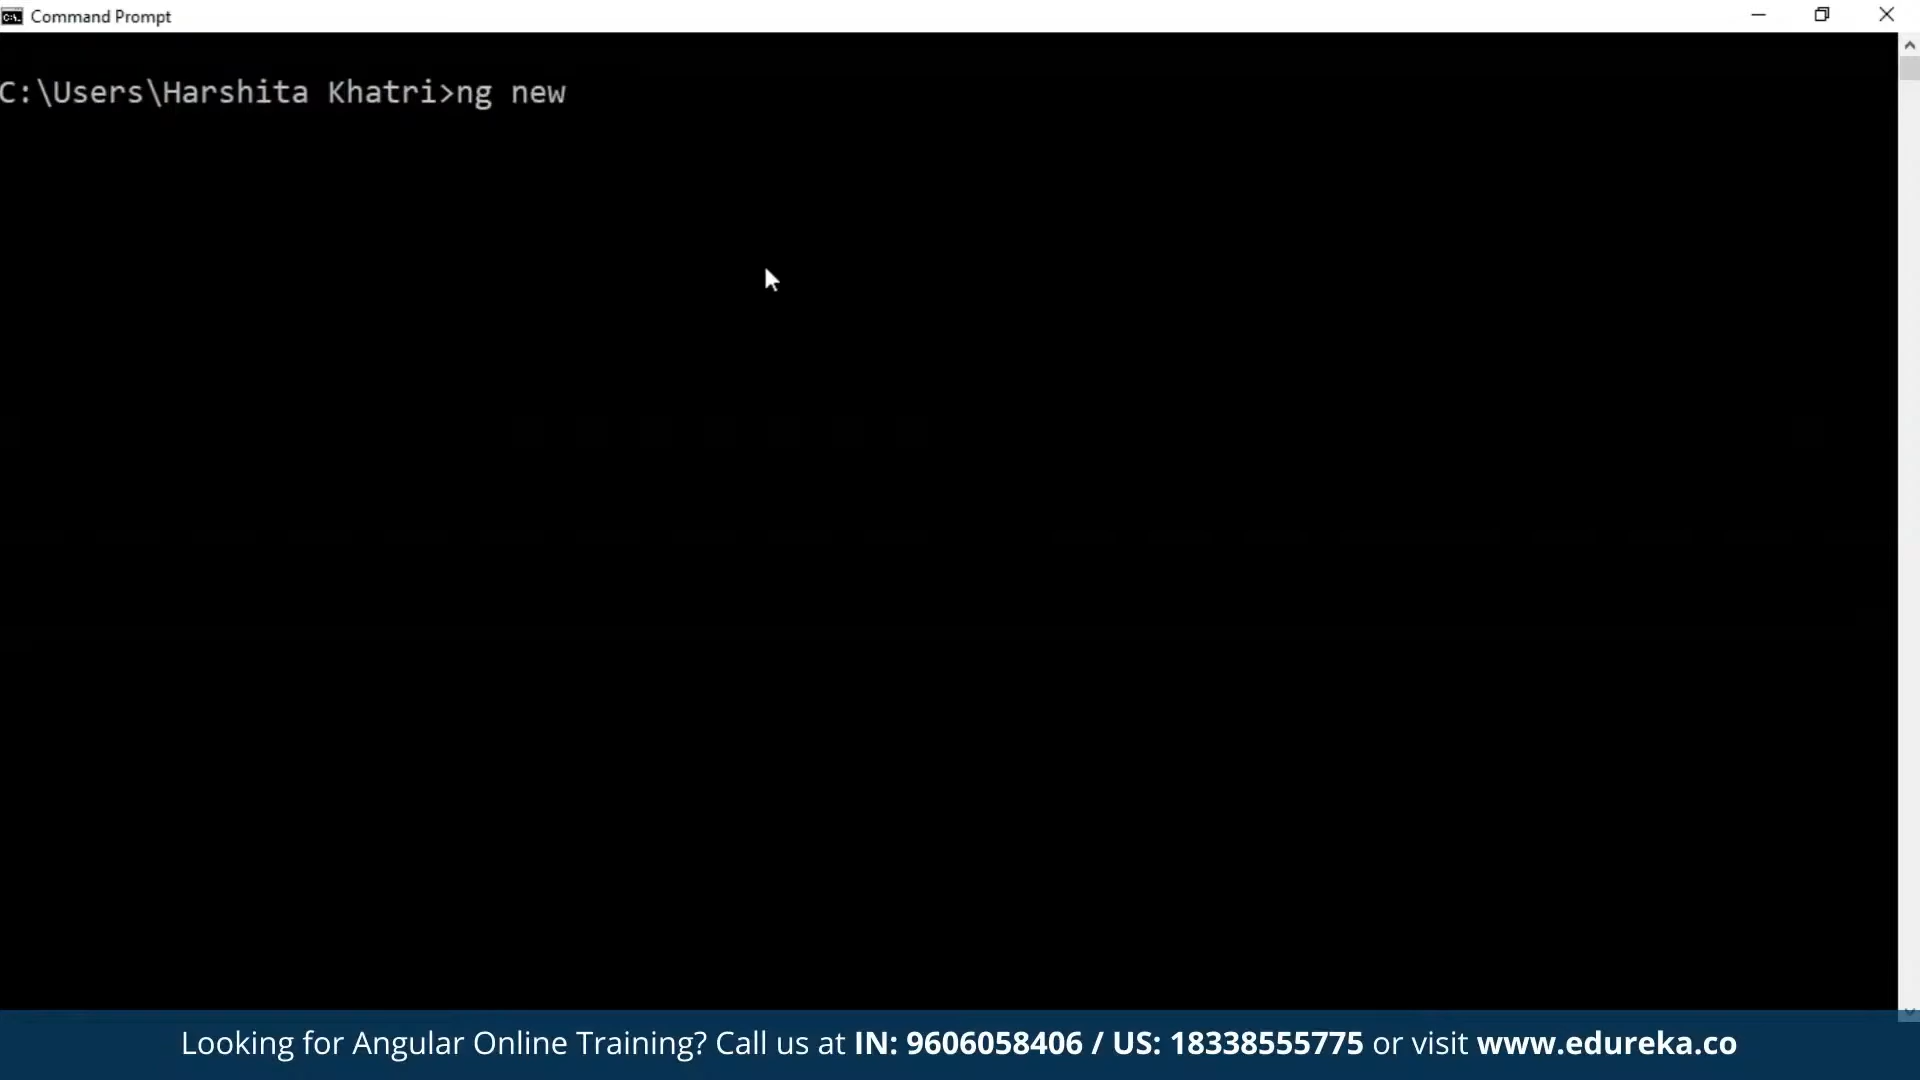 Command Prompt
C:\Users\Harshita Khatri>ng new
Looking for Angular Online Training? Call us at IN: 9606058406 / US: 18338555775 or visit www.edureka.co